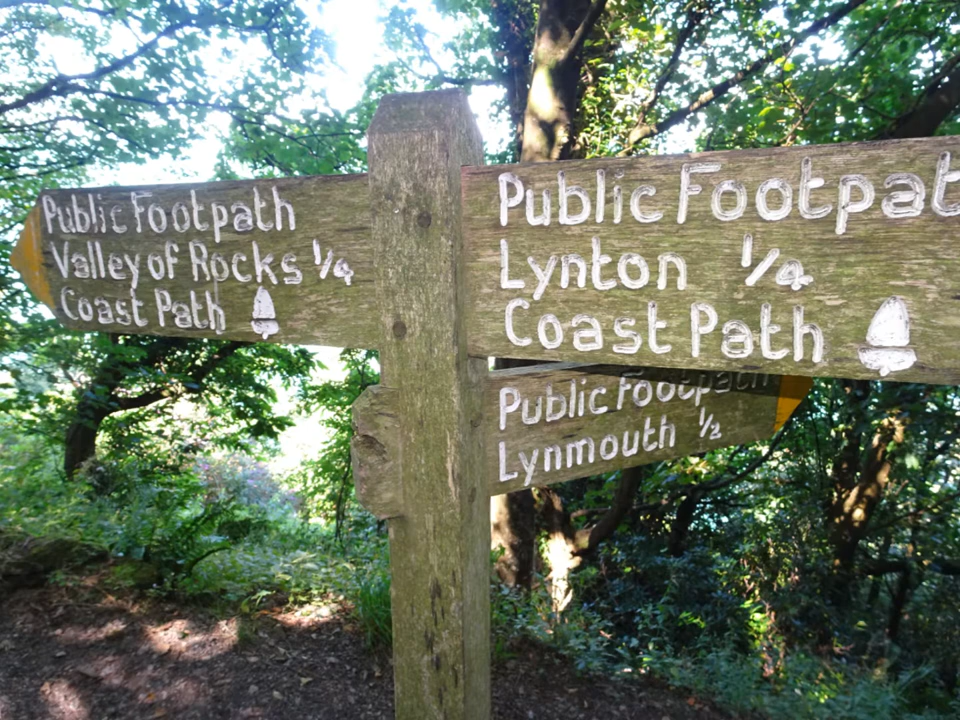 Public Footpath
Valley of Rocks 1/4
Coast Path
Public Footpat
Lynton 1/4
Coast Path
Public Footpath
Lynmouth 1/2